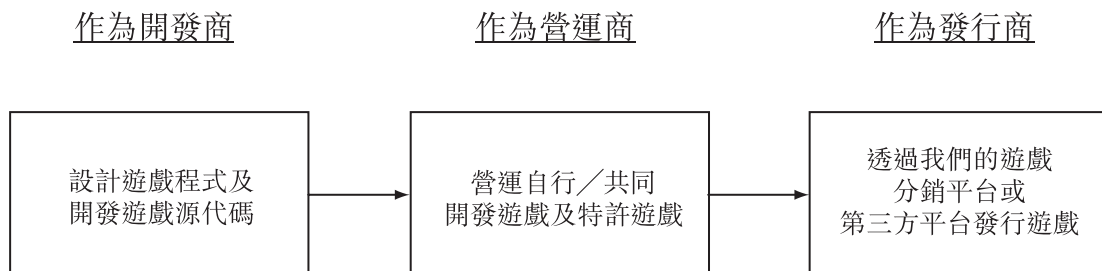 作為開發商
作為營運商
作為發行商
設計遊戲程式及
開發遊戲源代碼
營運自行／共同
開發遊戲及特許遊戲
透過我們的遊戲
分銷平台或
第三方平台發行遊戲